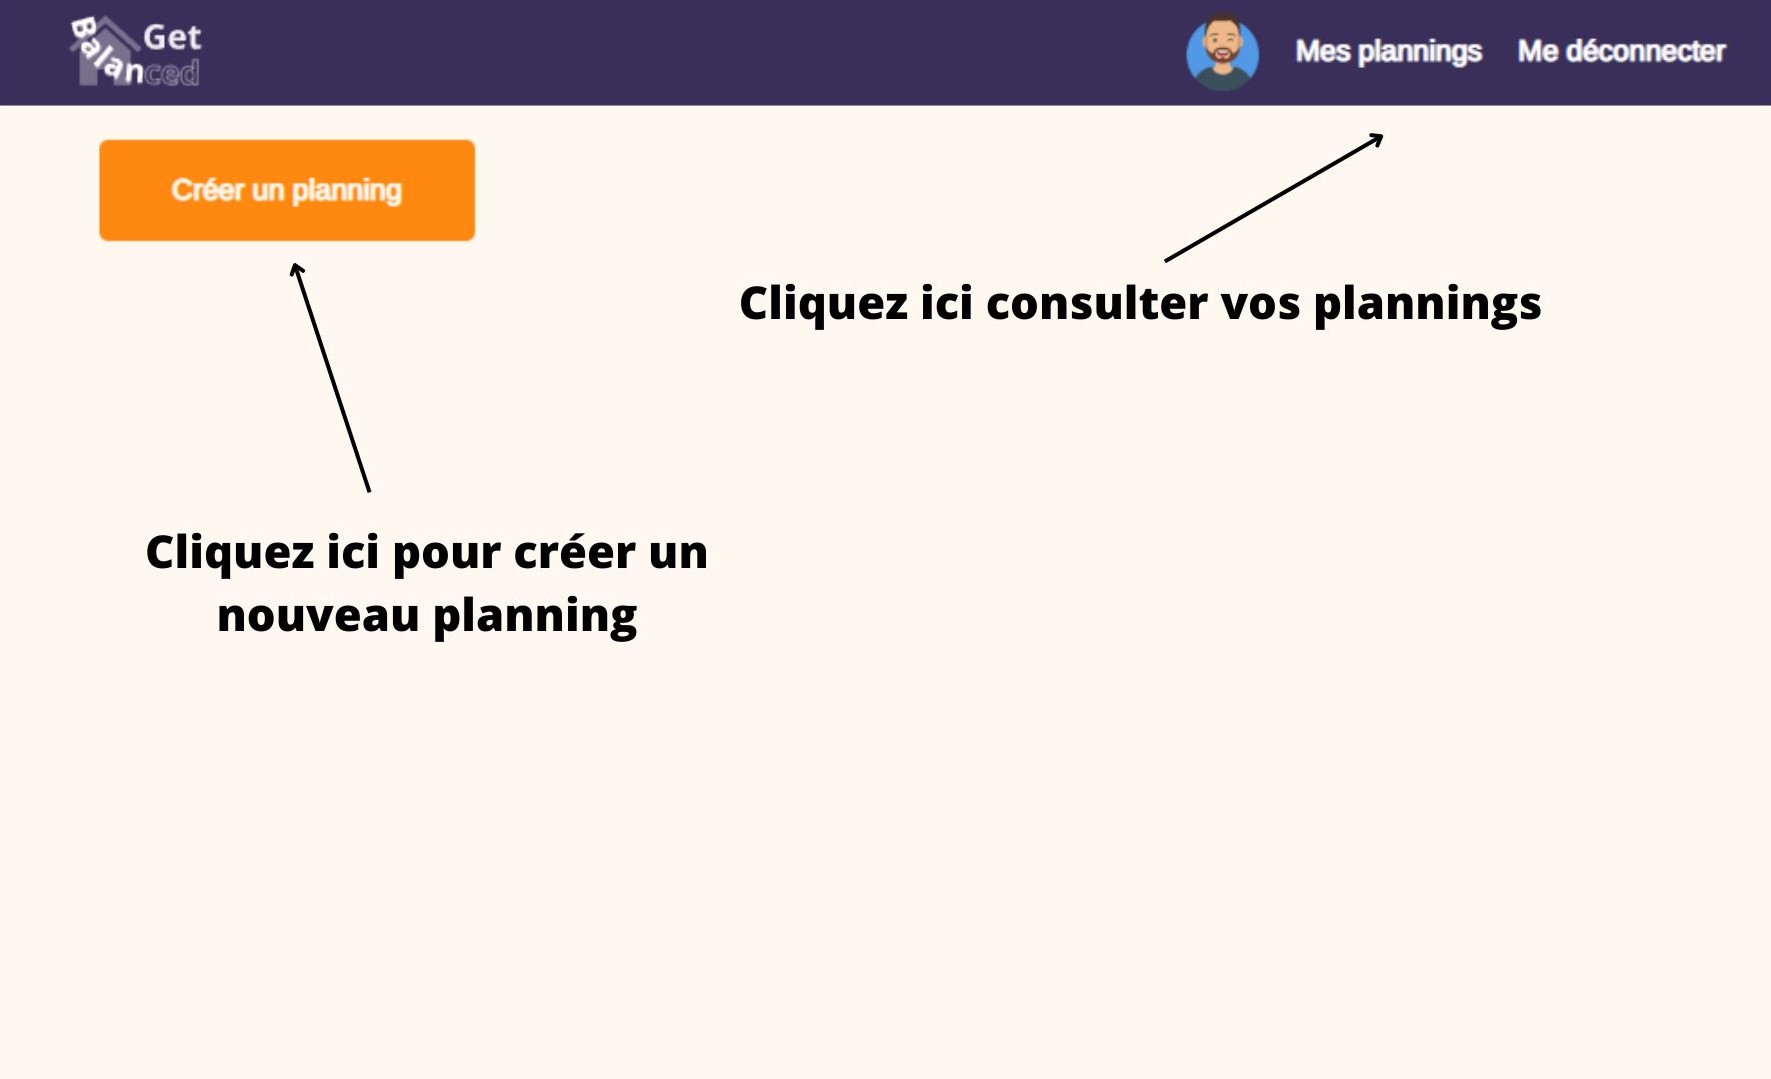 Get
Balanced
Mes plannings
Me déconnecter
Créer un planning
Cliquez ici consulter vos plannings
Cliquez ici pour créer un
nouveau planning